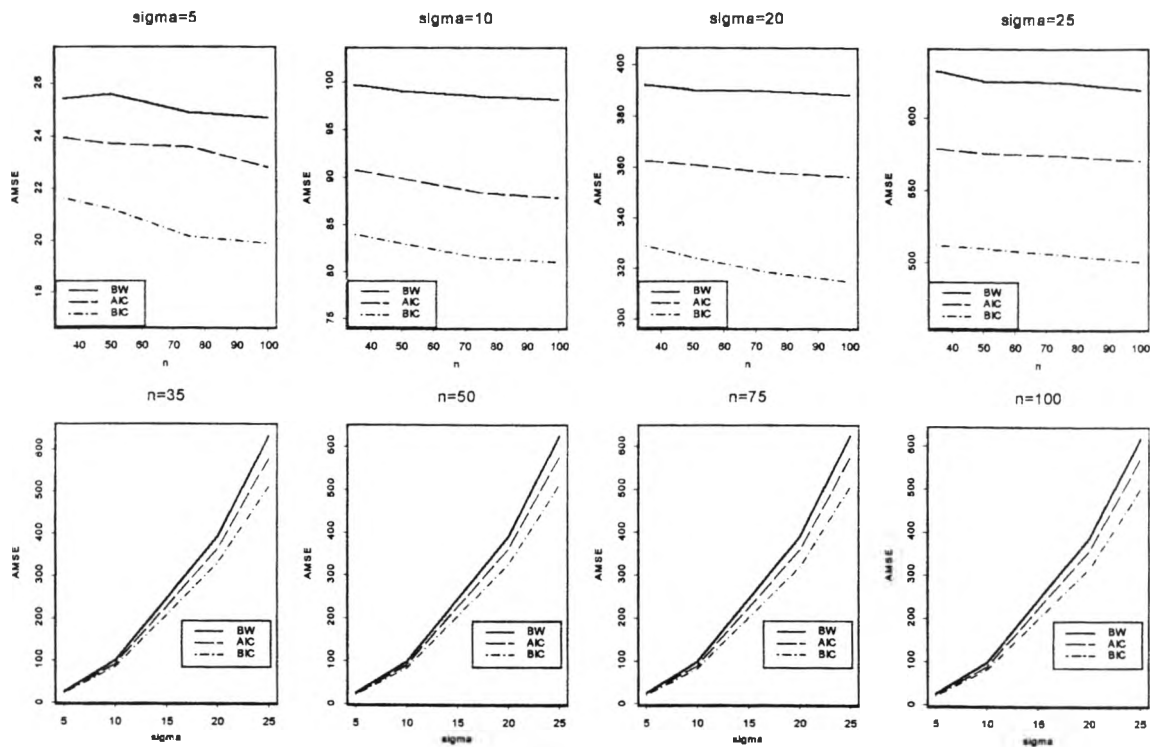 sigma=5
AMSE
18 20 22 24 26
BW
AIC
BIC
40 50 60 70 80 90 100
n
sigma=10
AMSE
75 80 85 90 95 100
BW
AIC
BIC
40 50 60 70 80 90 100
n
sigma=20
AMSE
300 320 340 360 380 400
BW
AIC
BIC
40 50 60 70 80 90 100
n
sigma=25
AMSE
500 550 600
BW
AIC
BIC
40 50 60 70 80 90 100
n
n=35
AMSE
0 100 200 300 400 500 600
BW
AIC
BIC
5 10 15 20 25
sigma
n=50
AMSE
0 100 200 300 400 500 600
BW
AIC
BIC
5 10 15 20 25
sigma
n=75
AMSE
0 100 200 300 400 500 600
BW
AIC
BIC
5 10 15 20 25
sigma
n=100
AMSE
0 100 200 300 400 500 600
BW
AIC
BIC
5 10 15 20 25
sigma